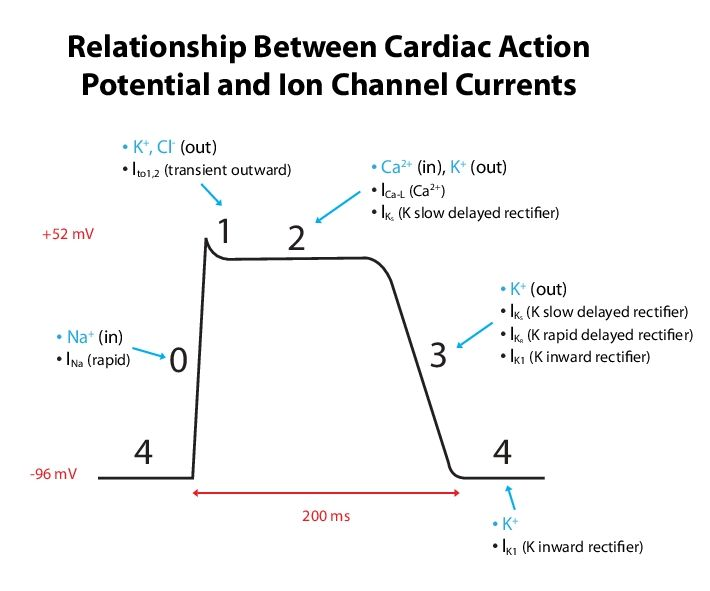 Relationship Between Cardiac Action
Potential and Ion Channel Currents
• K⁺, Cl⁻ (out)
• Ito1,2 (transient outward)
• Ca²⁺ (in), K⁺ (out)
• ICa-L (Ca²⁺)
• IKs (K slow delayed rectifier)
+52 mV
1
2
• K⁺ (out)
• IKs (K slow delayed rectifier)
• IKR (K rapid delayed rectifier)
• IK1 (K inward rectifier)
• Na⁺ (in)
• INa (rapid)
0
3
4
4
-96 mV
200 ms
• K⁺
• IK1 (K inward rectifier)